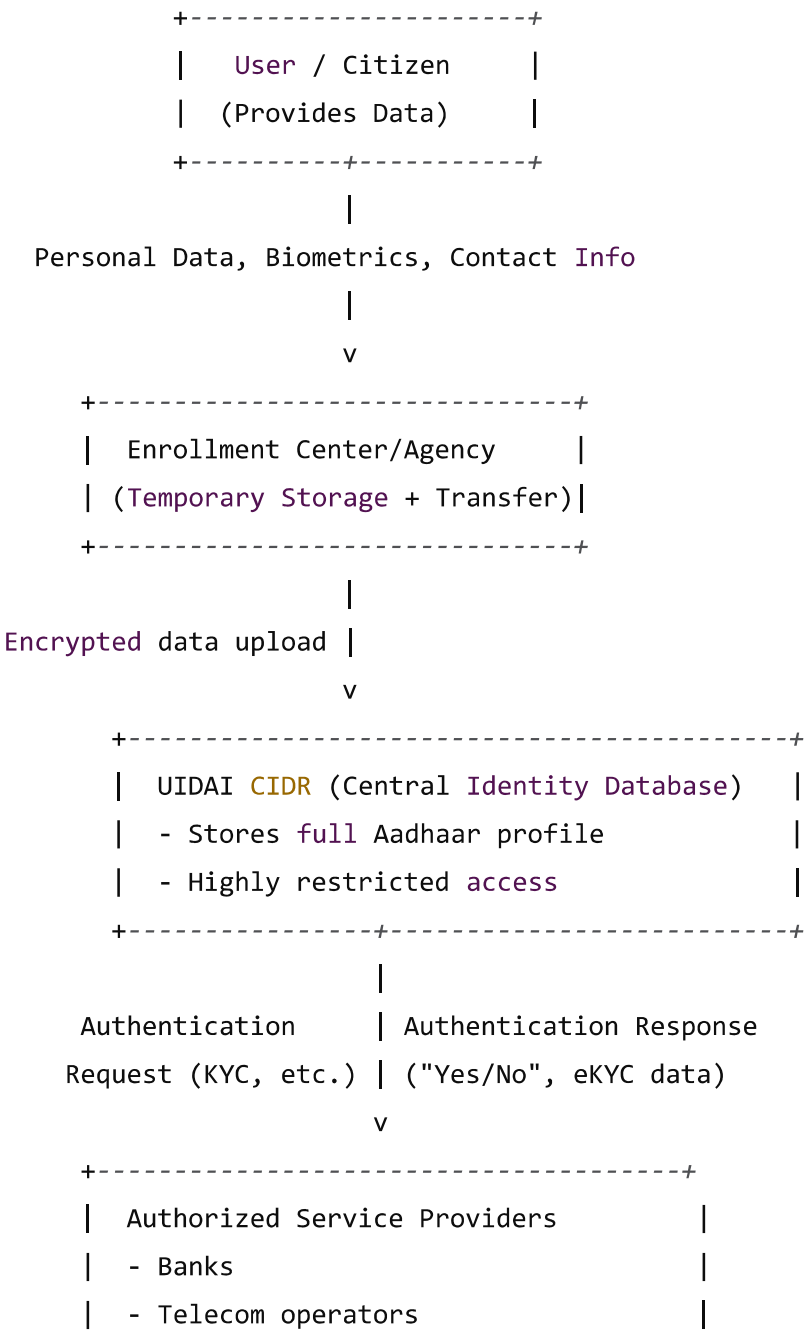 +----------------------+
|   User / Citizen     |
|  (Provides Data)     |
+----------+-----------+
|
Personal Data, Biometrics, Contact Info
|
v
+-------------------------------+
|  Enrollment Center/Agency     |
| (Temporary Storage + Transfer)|
+-------------------------------+
|
Encrypted data upload |
v
+-------------------------------------------+
|  UIDAI CIDR (Central Identity Database)   |
|  - Stores full Aadhaar profile            |
|  - Highly restricted access               |
+----------------+--------------------------+
|
Authentication     | Authentication Response
Request (KYC, etc.) | ("Yes/No", eKYC data)
v
+--------------------------------------+
|  Authorized Service Providers         |
|  - Banks                              |
|  - Telecom operators                  |